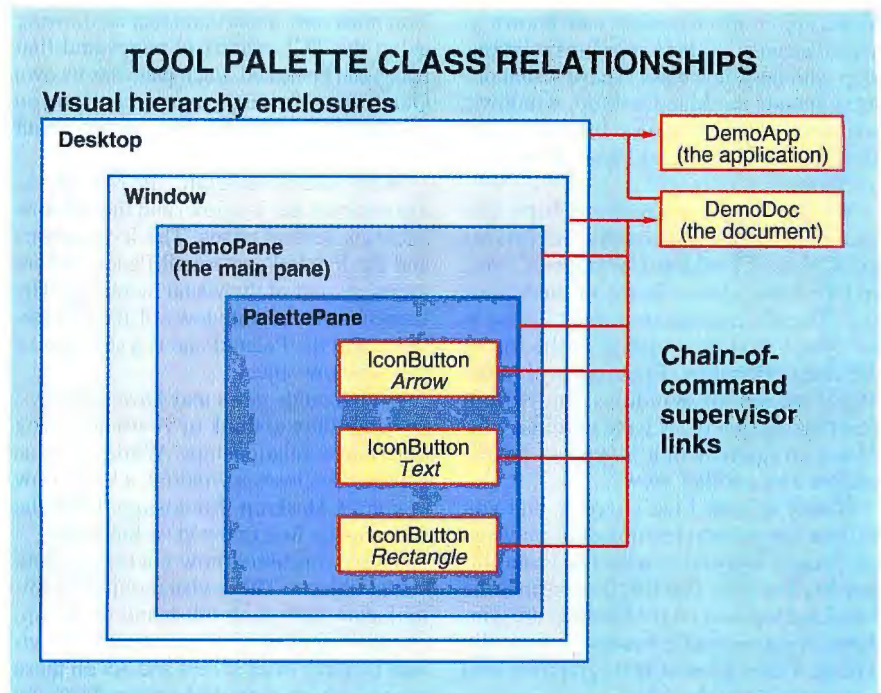 TOOL PALETTE CLASS RELATIONSHIPS
Visual hierarchy enclosures
Desktop
DemoApp
(the application)
Window
DemoDoc
(the document)
DemoPane
(the main pane)
PalettePane
IconButton
Arrow
Chain-of-
command
supervisor
links
IconButton
Text
IconButton
Rectangle